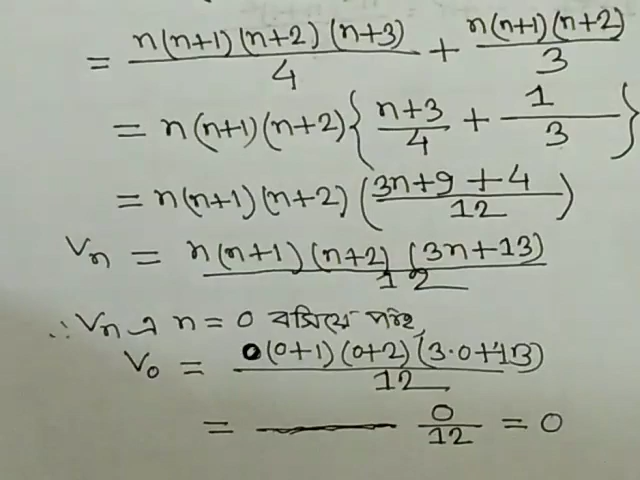 = n(n+1)(n+2)(n+3)/4 + n(n+1)(n+2)/3
= n(n+1)(n+2){ n+3/4 + 1/3 }
= n(n+1)(n+2)(3n+9+4/12)
Vn = n(n+1)(n+2)(3n+13)/12
∴ Vn এ n = 0 বসিয়ে পাই,
V0 = 0(0+1)(0+2)(3·0+13)/12
= 0/12 = 0